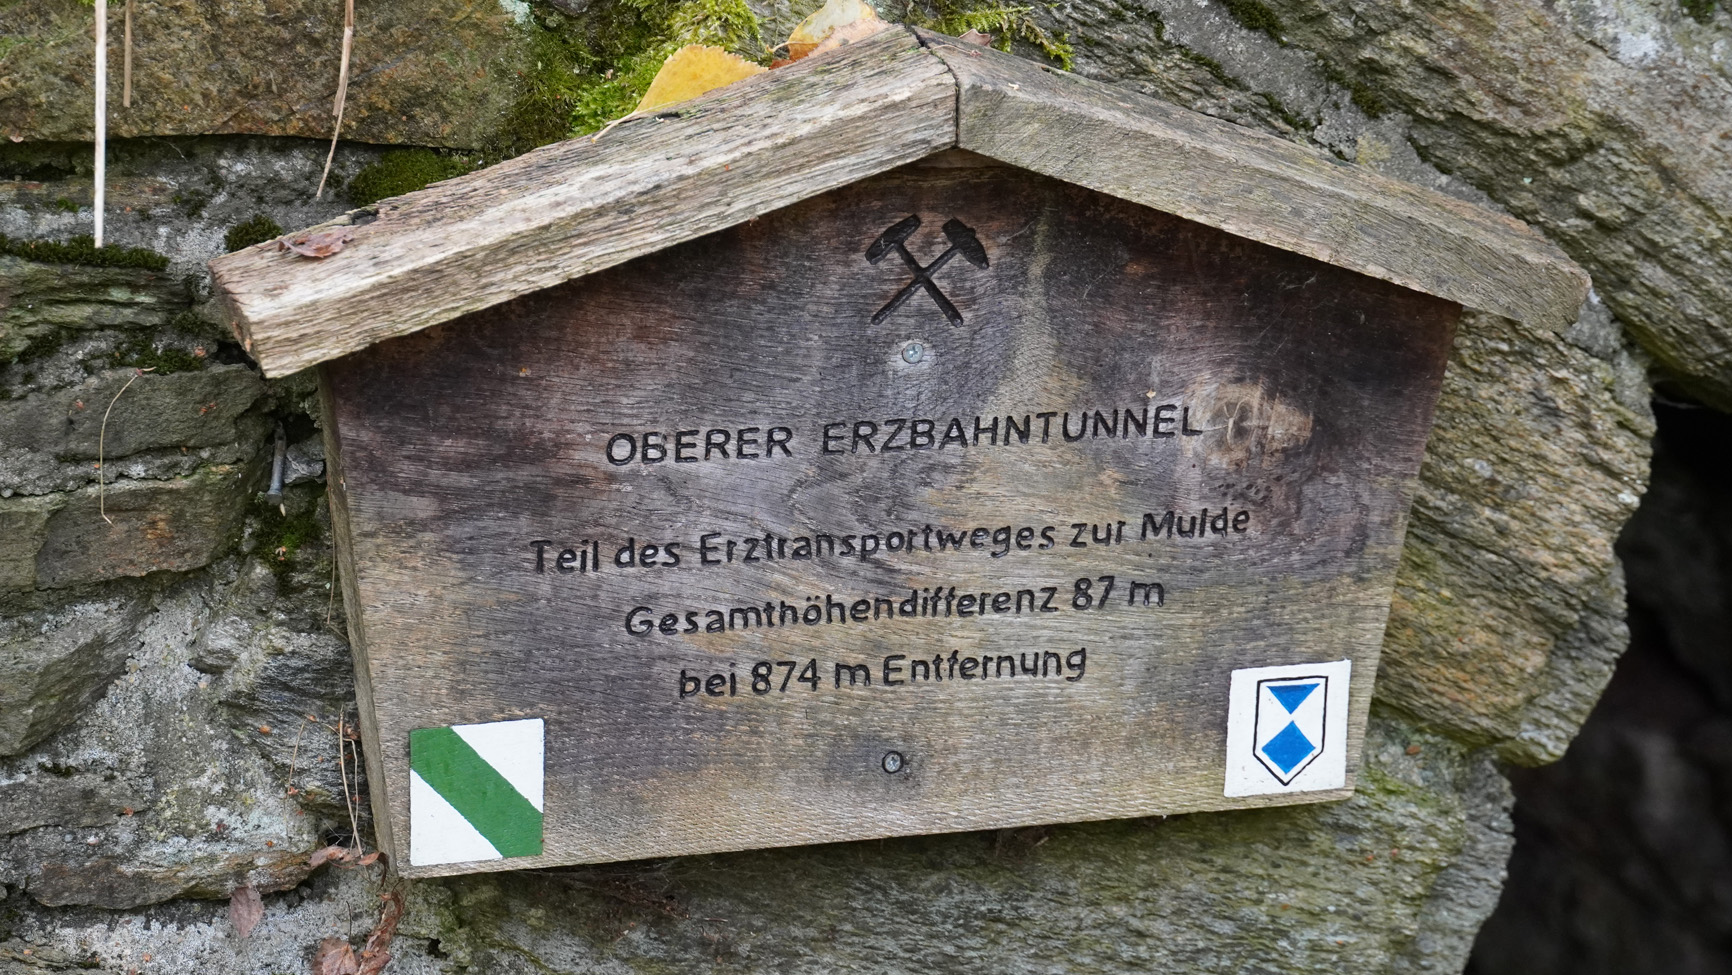 OBERER ERZBAHNTUNNEL
Teil des Erztransportweges zur Mulde
Gesamthöhendifferenz 87 m
bei 874 m Entfernung